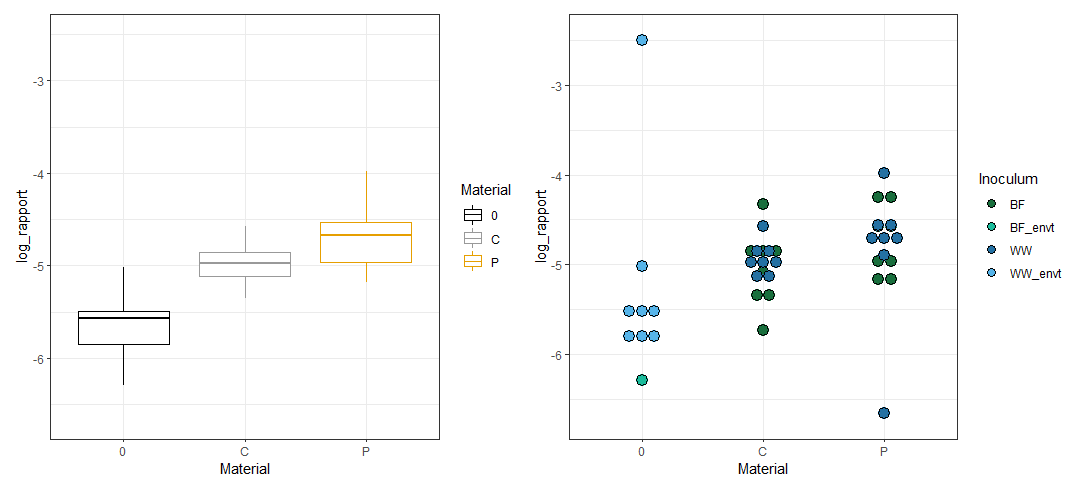 -3
-4
-5
-6
log_rapport
0
C
P
Material
Material
0
C
P
-3
-4
-5
-6
log_rapport
0
C
P
Material
Inoculum
BF
BF_envt
WW
WW_envt